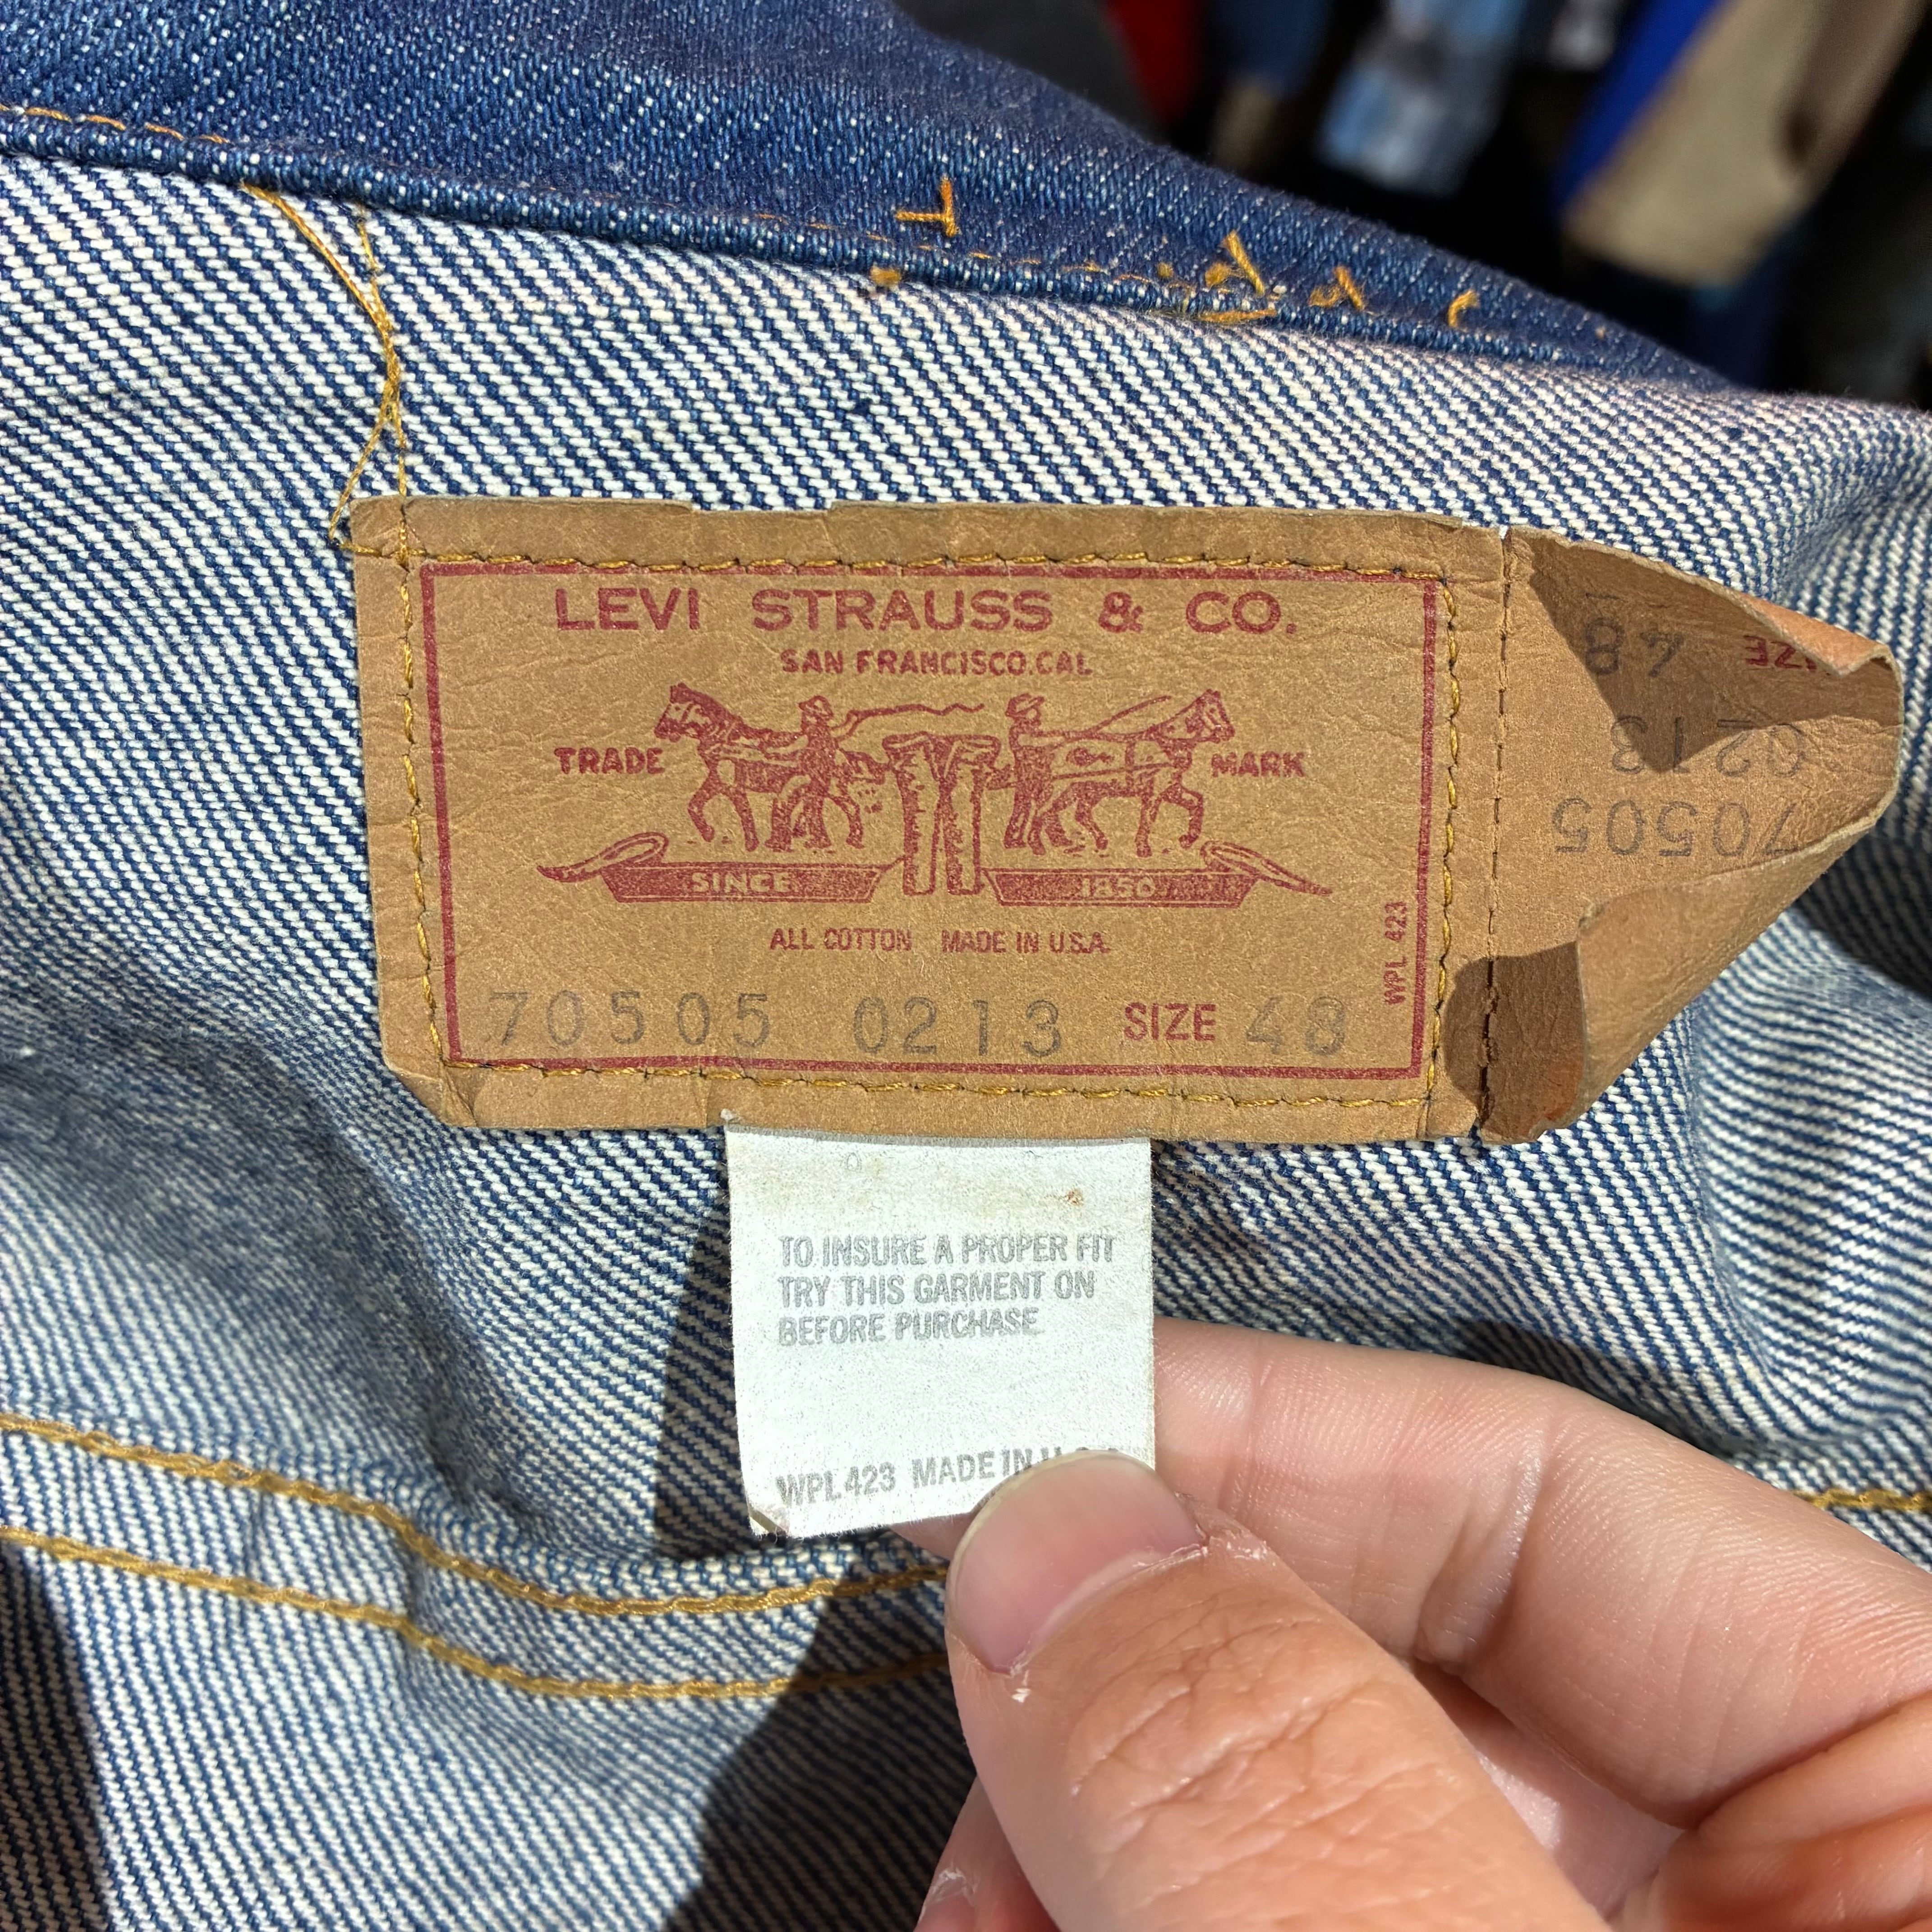 LEVI STRAUSS & CO.
SAN FRANCISCO.CAL
TRADE MARK
SINCE 1850
ALL COTTON MADE IN U.S.A.
WPL 423
70505 0213 SIZE 48
70505
0213
48
TO INSURE A PROPER FIT
TRY THIS GARMENT ON
BEFORE PURCHASE
WPL 423 MADE IN U.S.A.